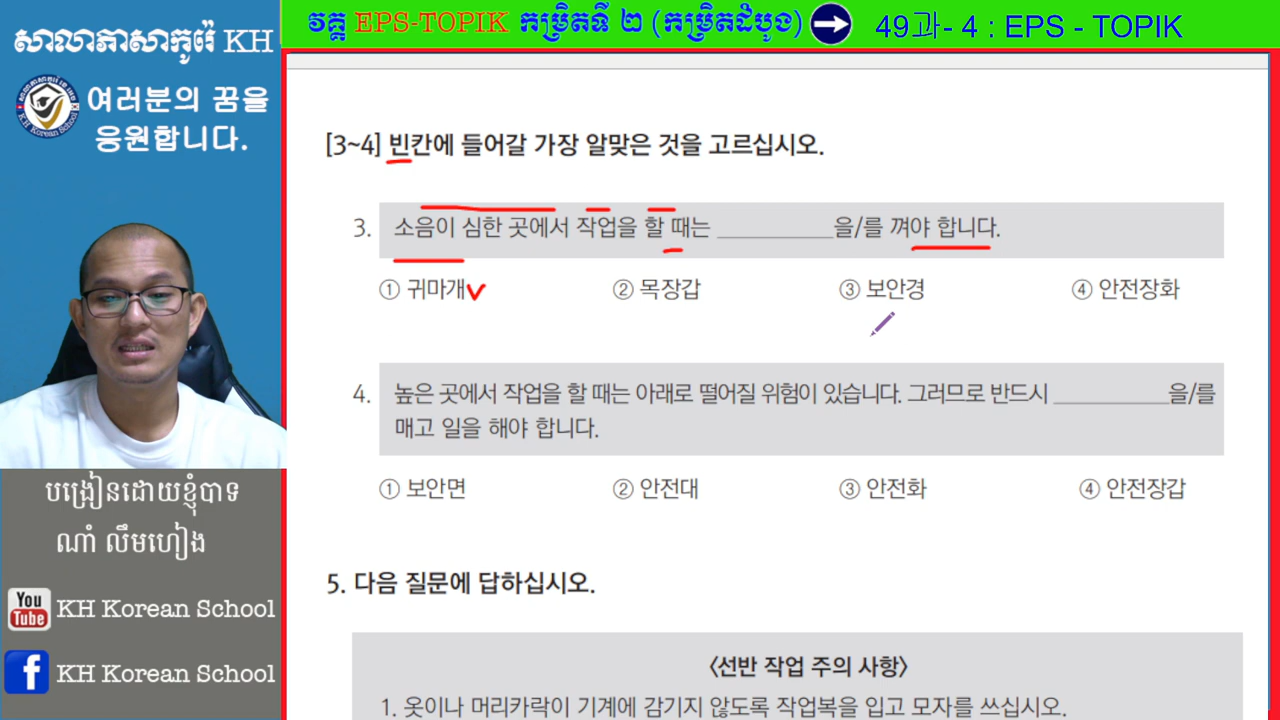 សាលាភាសាកូរ៉េ KH
여러분의 꿈을
응원합니다.
វគ្គ EPS-TOPIK កម្រិតទី ២ (កម្រិតដំបូង)
49과- 4 : EPS - TOPIK
[3~4] 빈칸에 들어갈 가장 알맞은 것을 고르십시오.
3. 소음이 심한 곳에서 작업을 할 때는 __________을/를 껴야 합니다.
① 귀마개 ② 목장갑 ③ 보안경 ④ 안전장화
4. 높은 곳에서 작업을 할 때는 아래로 떨어질 위험이 있습니다. 그러므로 반드시 __________을/를
매고 일을 해야 합니다.
① 보안면 ② 안전대 ③ 안전화 ④ 안전장갑
5. 다음 질문에 답하십시오.
〈선반 작업 주의 사항〉
1. 옷이나 머리카락이 기계에 감기지 않도록 작업복을 입고 모자를 쓰십시오.
បង្រៀនដោយខ្ញុំបាទ
ណាំ លឹមហៀង
You Tube KH Korean School
f KH Korean School